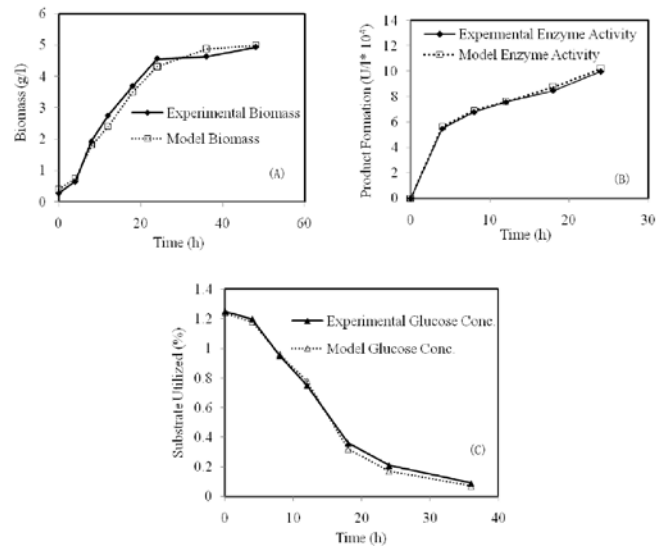 Biomass (g/l)
6
5
4
3
2
1
0
Experimental Biomass
Model Biomass
(A)
0 20 40 60
Time (h)
Product Formation (U/l* 10⁴)
14
12
10
8
6
4
2
0
Experimental Enzyme Activity
Model Enzyme Activity
(B)
0 10 20 30
Time (h)
Substrate Utilized (%)
1.4
1.2
1
0.8
0.6
0.4
0.2
0
Experimental Glucose Conc.
Model Glucose Conc.
(C)
0 10 20 30 40
Time (h)